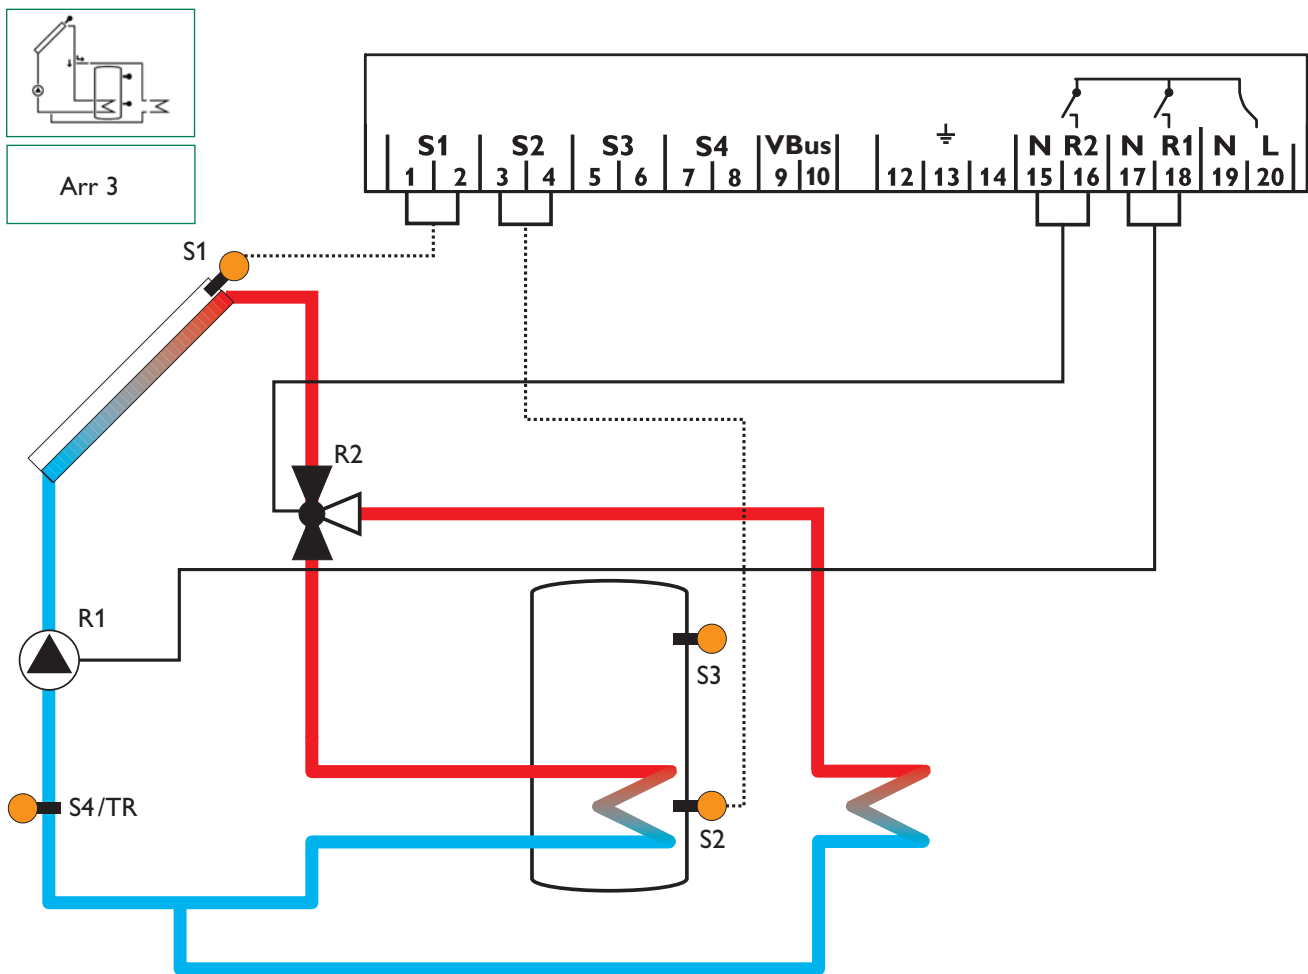 Arr 3
S1 S2 S3 S4 VBus ⏚ N R2 N R1 N L
1 2 3 4 5 6 7 8 9 10 12 13 14 15 16 17 18 19 20
S1
R2
R1
S3
S4/TR
S2